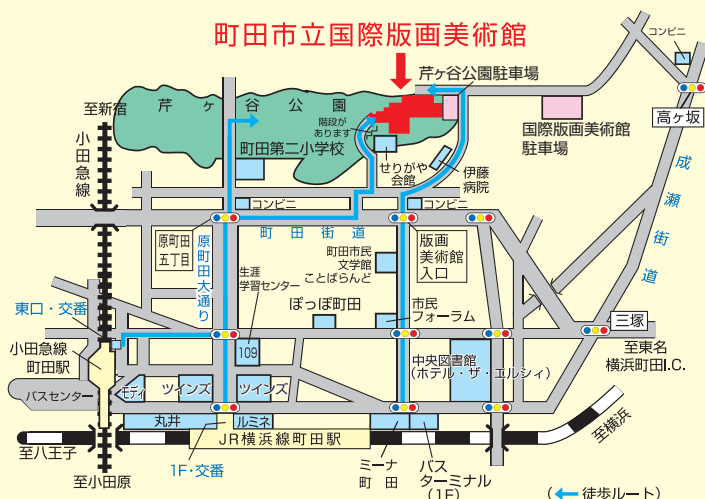 町田市立国際版画美術館
コンビニ
芹ヶ谷公園駐車場
至新宿
芹ヶ谷公園
高ヶ坂
階段が
あります
国際版画美術館
駐車場
小田急線
町田第二小学校
せりがや
会館
伊藤
病院
成瀬街道
コンビニ
コンビニ
原町田
五丁目
町田街道
版画
美術館
入口
原町田大通り
町田市民
文学館
ことばらんど
生涯
学習センター
東口・交番
ぽっぽ町田
市民
フォーラム
三塚
小田急線
町田駅
109
中央図書館
(ホテル・ザ・エルシィ)
至東名
横浜町田I.C.
バスセンター
モディ
ツインズ
ツインズ
丸井
ルミネ
JR横浜線町田駅
至横浜
至八王子
1F・交番
ミーナ
町田
バス
ターミナル
(1F)
至小田原
(← 徒歩ルート)